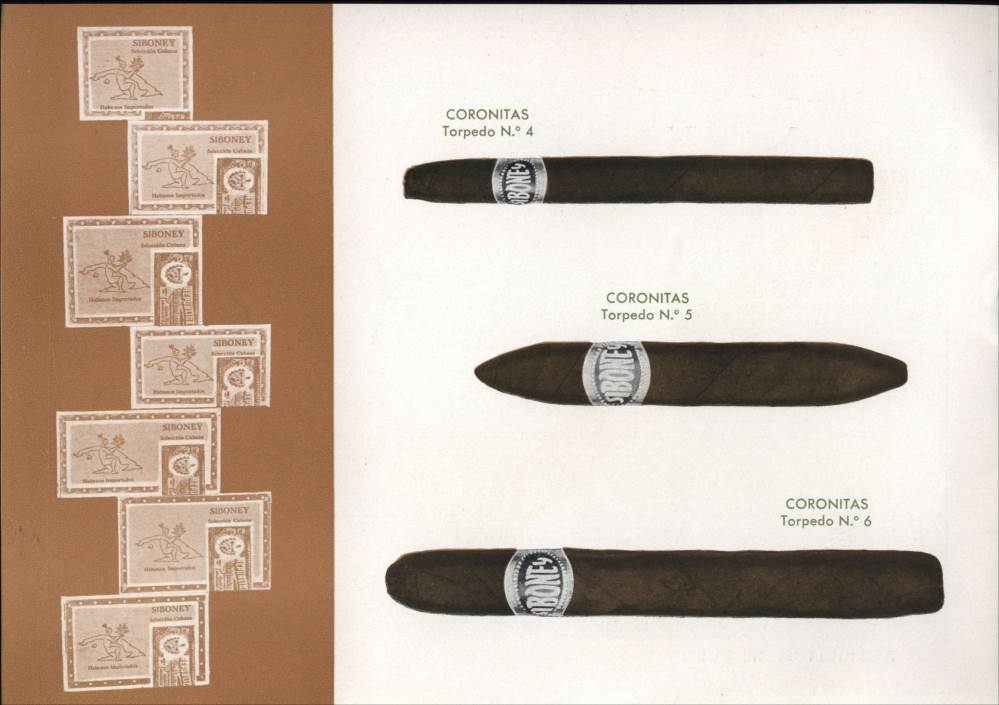 SIBONEY
Selección Cubana
Habanos Importados
SIBONEY
Selección Cubana
Habanos Importados
SIBONEY
Selección Cubana
Habanos Importados
SIBONEY
Selección Cubana
Habanos Importados
SIBONEY
Selección Cubana
Habanos Importados
SIBONEY
Selección Cubana
Habanos Importados
SIBONEY
Selección Cubana
Habanos Importados
CORONITAS
Torpedo N.º 4
SIBONEY
CORONITAS
Torpedo N.º 5
SIBONEY
CORONITAS
Torpedo N.º 6
SIBONEY